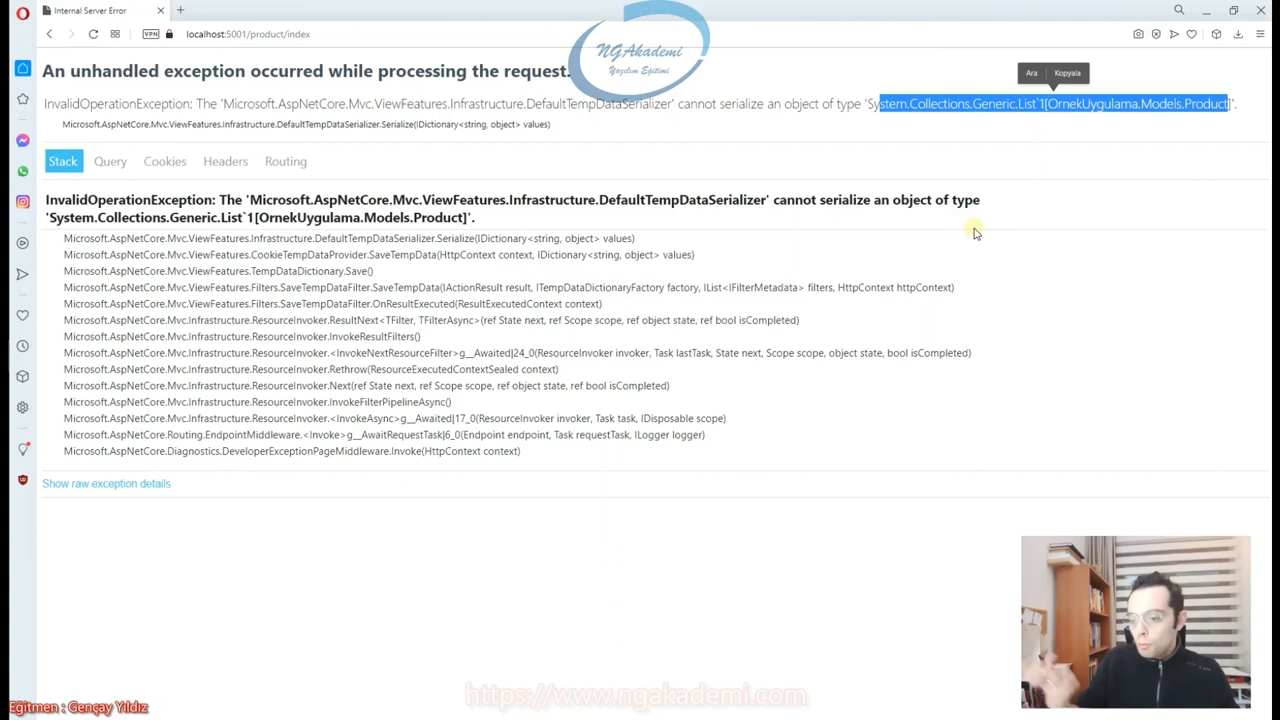 Internal Server Error
VPN
localhost:5001/product/index
NGAkademi
Yazılım Eğitimi
An unhandled exception occurred while processing the request.
Ara
Kopyala
InvalidOperationException: The 'Microsoft.AspNetCore.Mvc.ViewFeatures.Infrastructure.DefaultTempDataSerializer' cannot serialize an object of type 'System.Collections.Generic.List`1[OrnekUygulama.Models.Product]'.
Microsoft.AspNetCore.Mvc.ViewFeatures.Infrastructure.DefaultTempDataSerializer.Serialize(IDictionary<string, object> values)
Stack
Query
Cookies
Headers
Routing
InvalidOperationException: The 'Microsoft.AspNetCore.Mvc.ViewFeatures.Infrastructure.DefaultTempDataSerializer' cannot serialize an object of type
'System.Collections.Generic.List`1[OrnekUygulama.Models.Product]'.
Microsoft.AspNetCore.Mvc.ViewFeatures.Infrastructure.DefaultTempDataSerializer.Serialize(IDictionary<string, object> values)
Microsoft.AspNetCore.Mvc.ViewFeatures.CookieTempDataProvider.SaveTempData(HttpContext context, IDictionary<string, object> values)
Microsoft.AspNetCore.Mvc.ViewFeatures.TempDataDictionary.Save()
Microsoft.AspNetCore.Mvc.ViewFeatures.Filters.SaveTempDataFilter.SaveTempData(IActionResult result, ITempDataDictionaryFactory factory, IList<IFilterMetadata> filters, HttpContext httpContext)
Microsoft.AspNetCore.Mvc.ViewFeatures.Filters.SaveTempDataFilter.OnResultExecuted(ResultExecutedContext context)
Microsoft.AspNetCore.Mvc.Infrastructure.ResourceInvoker.ResultNext<TFilter, TFilterAsync>(ref State next, ref Scope scope, ref object state, ref bool isCompleted)
Microsoft.AspNetCore.Mvc.Infrastructure.ResourceInvoker.InvokeResultFilters()
Microsoft.AspNetCore.Mvc.Infrastructure.ResourceInvoker.<InvokeNextResourceFilter>g__Awaited|24_0(ResourceInvoker invoker, Task lastTask, State next, Scope scope, object state, bool isCompleted)
Microsoft.AspNetCore.Mvc.Infrastructure.ResourceInvoker.Rethrow(ResourceExecutedContextSealed context)
Microsoft.AspNetCore.Mvc.Infrastructure.ResourceInvoker.Next(ref State next, ref Scope scope, ref object state, ref bool isCompleted)
Microsoft.AspNetCore.Mvc.Infrastructure.ResourceInvoker.InvokeFilterPipelineAsync()
Microsoft.AspNetCore.Mvc.Infrastructure.ResourceInvoker.<InvokeAsync>g__Awaited|17_0(ResourceInvoker invoker, Task task, IDisposable scope)
Microsoft.AspNetCore.Routing.EndpointMiddleware.<Invoke>g__AwaitRequestTask|6_0(Endpoint endpoint, Task requestTask, ILogger logger)
Microsoft.AspNetCore.Diagnostics.DeveloperExceptionPageMiddleware.Invoke(HttpContext context)
Show raw exception details
https://www.ngakademi.com
Eğitmen : Gençay Yıldız